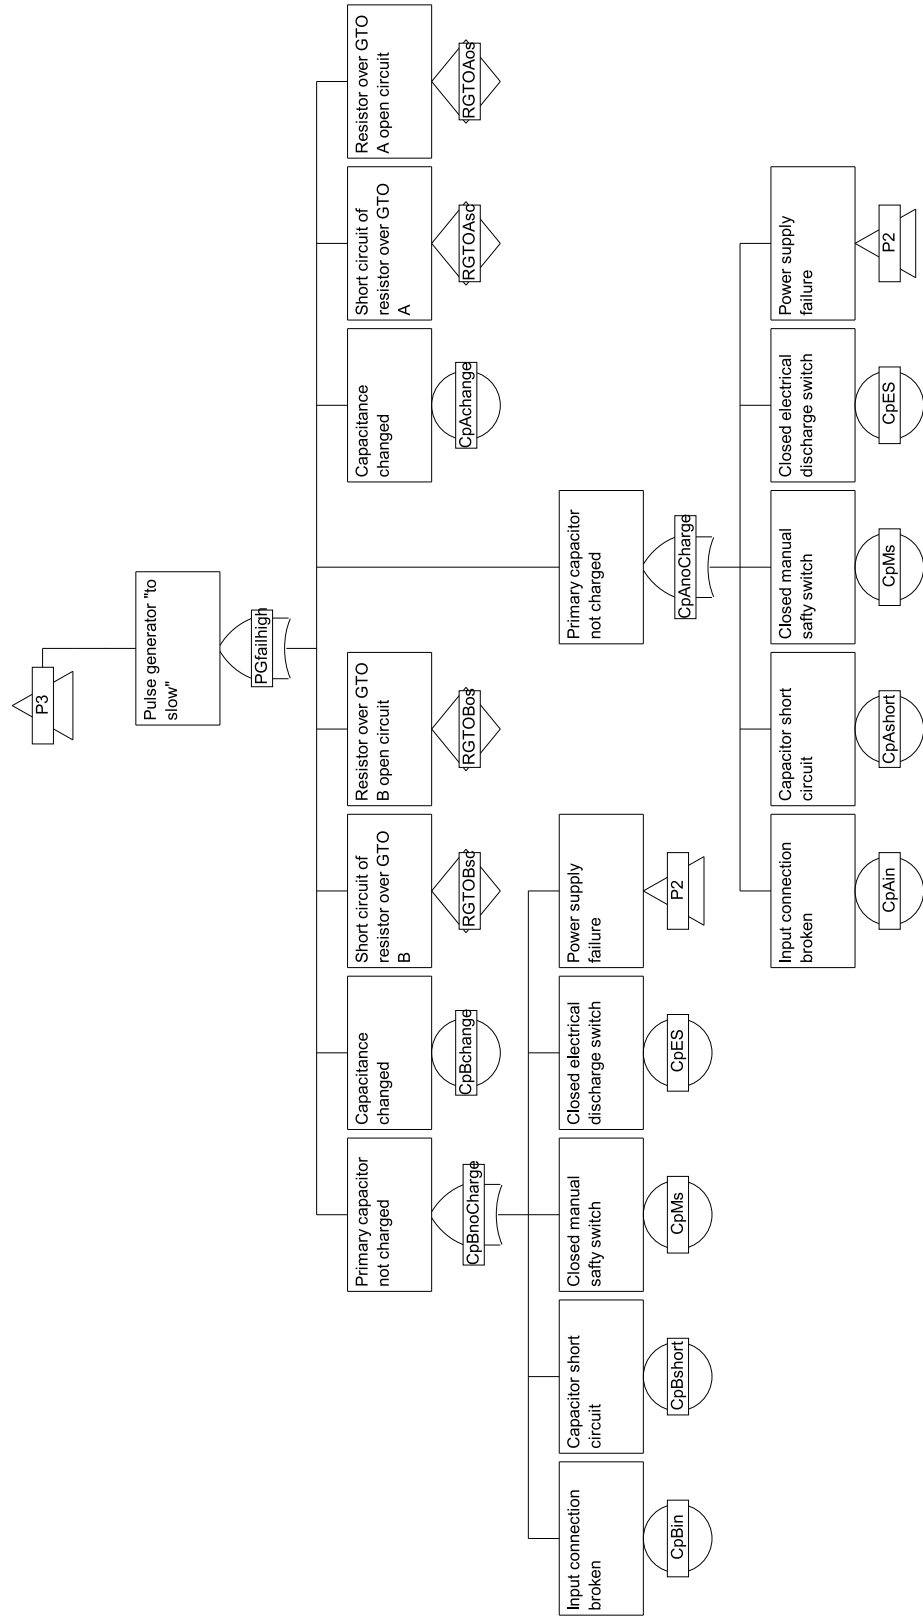 P3
Pulse generator "to
slow"
PGfailhigh
Primary capacitor
not charged
CpBnoCharge
Capacitance
changed
CpBchange
Short circuit of
resistor over GTO
B
RGTOBsc
Resistor over GTO
B open circuit
RGTOBos
Capacitance
changed
CpAchange
Short circuit of
resistor over GTO
A
RGTOAsc
Resistor over GTO
A open circuit
RGTOAos
Input connection
broken
CpBin
Capacitor short
circuit
CpBshort
Closed manual
safty switch
CpMs
Closed electrical
discharge switch
CpES
Power supply
failure
P2
Primary capacitor
not charged
CpAnoCharge
Input connection
broken
CpAin
Capacitor short
circuit
CpAshort
Closed manual
safty switch
CpMs
Closed electrical
discharge switch
CpES
Power supply
failure
P2